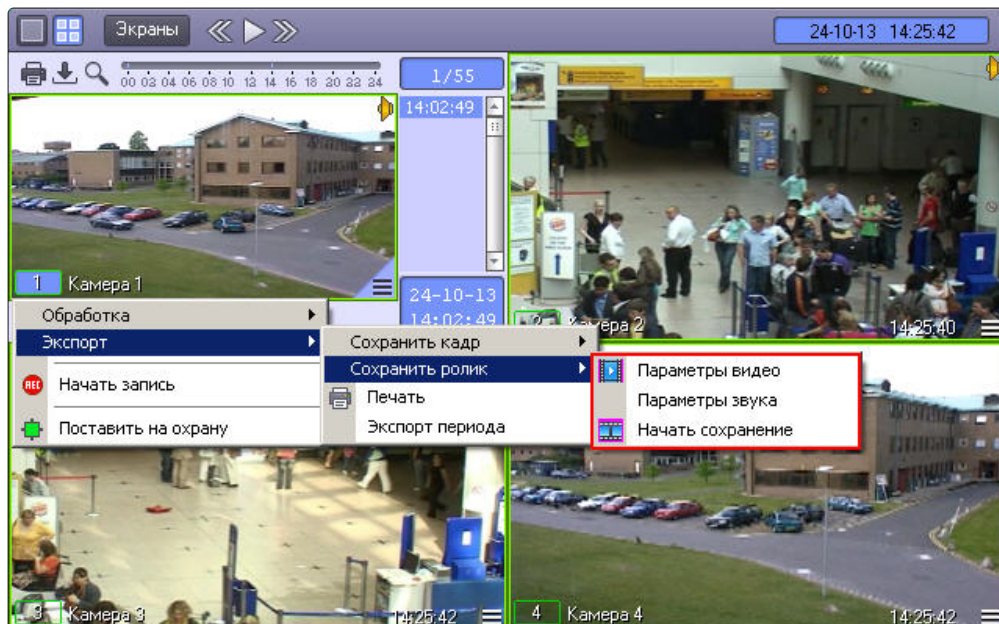 Экраны
24-10-13 14:25:42
00 02 04 06 08 10 12 14 16 18 20 22 24
1/55
14:02:49
1 Камера 1
24-10-13
14:02:49
2 Камера 2
14:25:40
Обработка
Экспорт
REC Начать запись
Поставить на охрану
Сохранить кадр
Сохранить ролик
Печать
Экспорт периода
Параметры видео
Параметры звука
Начать сохранение
3 Камера 3
14:25:42
4 Камера 4
14:25:42